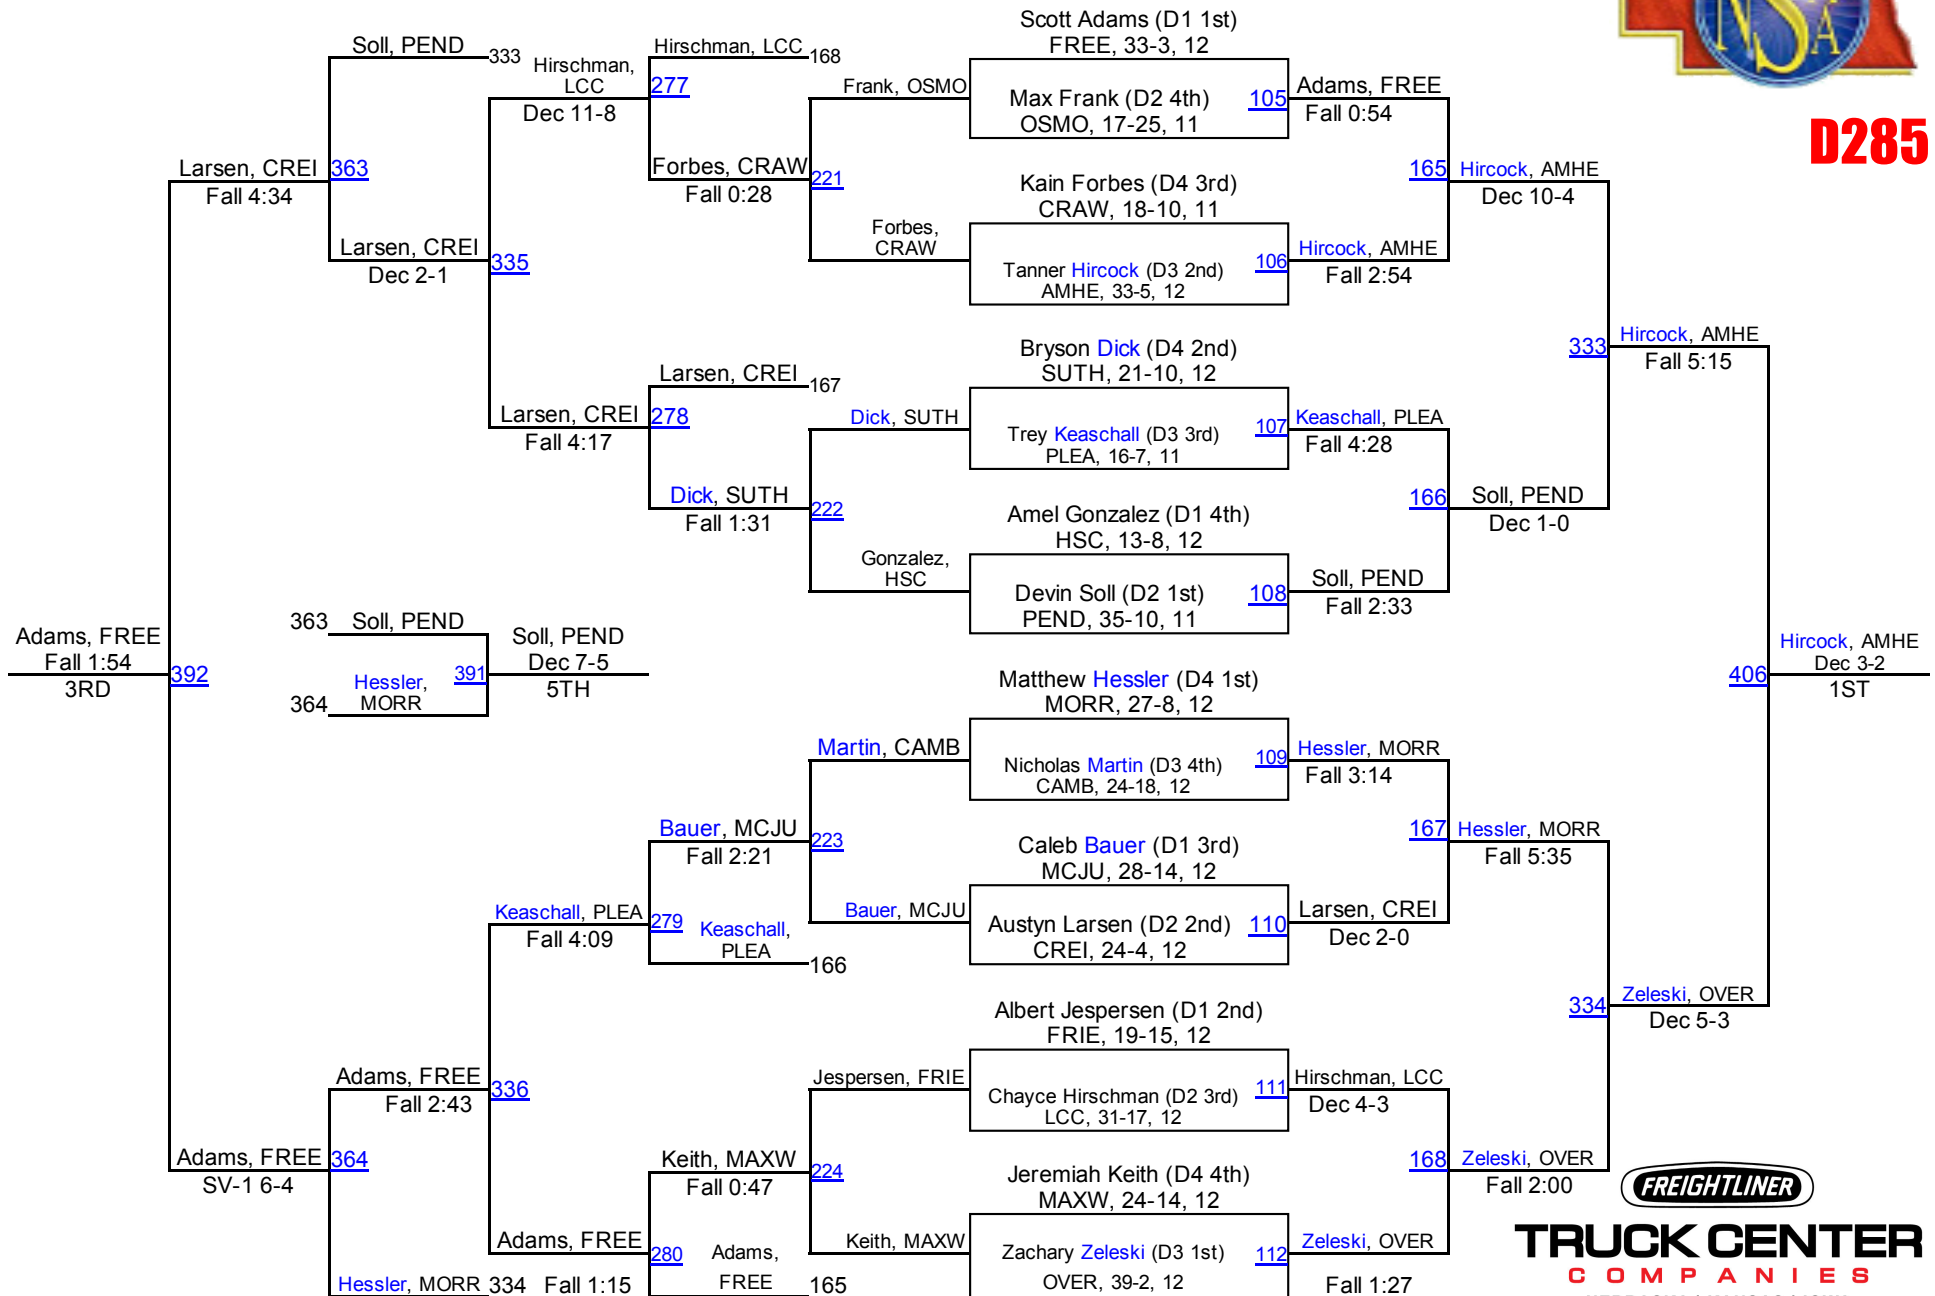 Scott Adams (D1 1st)
FREE, 33-3, 12
Max Frank (D2 4th)
OSMO, 17-25, 11
105
Kain Forbes (D4 3rd)
CRAW, 18-10, 11
Tanner Hircock (D3 2nd)
AMHE, 33-5, 12
106
Bryson Dick (D4 2nd)
SUTH, 21-10, 12
Trey Keaschall (D3 3rd)
PLEA, 16-7, 11
107
Amel Gonzalez (D1 4th)
HSC, 13-8, 12
Devin Soll (D2 1st)
PEND, 35-10, 11
108
Matthew Hessler (D4 1st)
MORR, 27-8, 12
Nicholas Martin (D3 4th)
CAMB, 24-18, 12
109
Caleb Bauer (D1 3rd)
MCJU, 28-14, 12
Austyn Larsen (D2 2nd)
CREI, 24-4, 12
110
Albert Jespersen (D1 2nd)
FRIE, 19-15, 12
Chayce Hirschman (D2 3rd)
LCC, 31-17, 12
111
Jeremiah Keith (D4 4th)
MAXW, 24-14, 12
Zachary Zeleski (D3 1st)
OVER, 39-2, 12
112
Adams, FREE
Fall 0:54
165
Hircock, AMHE
Fall 2:54
Hircock, AMHE
Dec 10-4
Keaschall, PLEA
Fall 4:28
166
Soll, PEND
Fall 2:33
Soll, PEND
Dec 1-0
333
Hircock, AMHE
Fall 5:15
Hessler, MORR
Fall 3:14
167
Larsen, CREI
Dec 2-0
Hessler, MORR
Fall 5:35
Hirschman, LCC
Dec 4-3
168
Zeleski, OVER
Fall 1:27
Zeleski, OVER
Fall 2:00
334
Zeleski, OVER
Dec 5-3
406
Hircock, AMHE
Dec 3-2
1ST
Frank, OSMO
221
Forbes,
CRAW
Dick, SUTH
222
Gonzalez,
HSC
Martin, CAMB
223
Bauer, MCJU
Jespersen, FRIE
224
Keith, MAXW
Hirschman, LCC
168
277
Forbes, CRAW
Fall 0:28
Larsen, CREI
167
278
Dick, SUTH
Fall 1:31
Bauer, MCJU
Fall 2:21
279
Keaschall,
PLEA
166
Keith, MAXW
Fall 0:47
280
Adams,
FREE
165
Hirschman,
LCC
Dec 11-8
335
Larsen, CREI
Fall 4:17
Keaschall, PLEA
Fall 4:09
336
Adams, FREE
Fall 1:15
Soll, PEND
333
363
Larsen, CREI
Dec 2-1
Adams, FREE
Fall 2:43
364
Hessler, MORR
334
Larsen, CREI
Fall 4:34
392
Adams, FREE
SV-1 6-4
Adams, FREE
Fall 1:54
3RD
363
Soll, PEND
364
Hessler,
MORR
391
Soll, PEND
Dec 7-5
5TH
NSAA
D285
FREIGHTLINER
TRUCK CENTER
COMPANIES